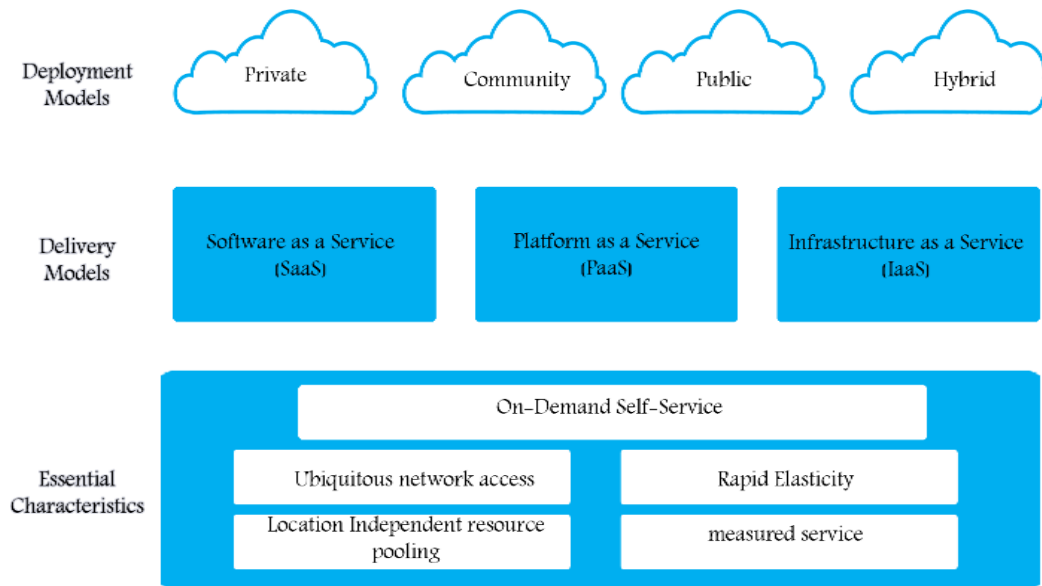 Deployment
Models
Private
Community
Public
Hybrid
Delivery
Models
Software as a Service
(SaaS)
Platform as a Service
(PaaS)
Infrastructure as a Service
(IaaS)
Essential
Characteristics
On-Demand Self-Service
Ubiquitous network access
Rapid Elasticity
Location Independent resource
pooling
measured service